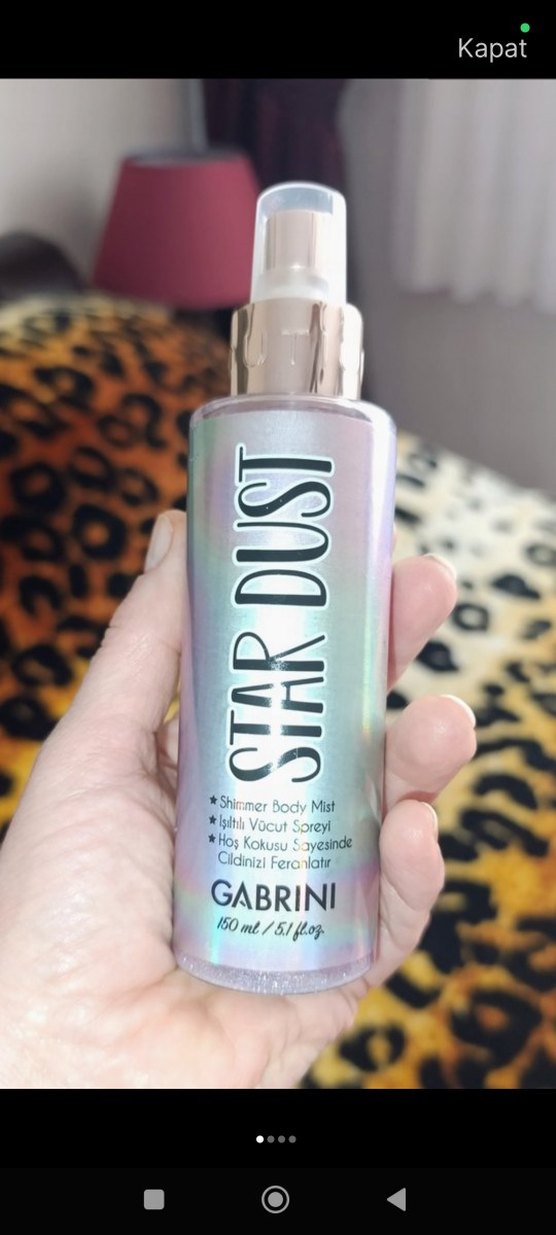 Kapat
STAR DUST
★Shimmer Body Mist
★Işıltılı Vücut Spreyi
★Hoş Kokusu Sayesinde
Cildinizi Ferahlatır
GABRINI
150 ml / 5,1 fl.oz.